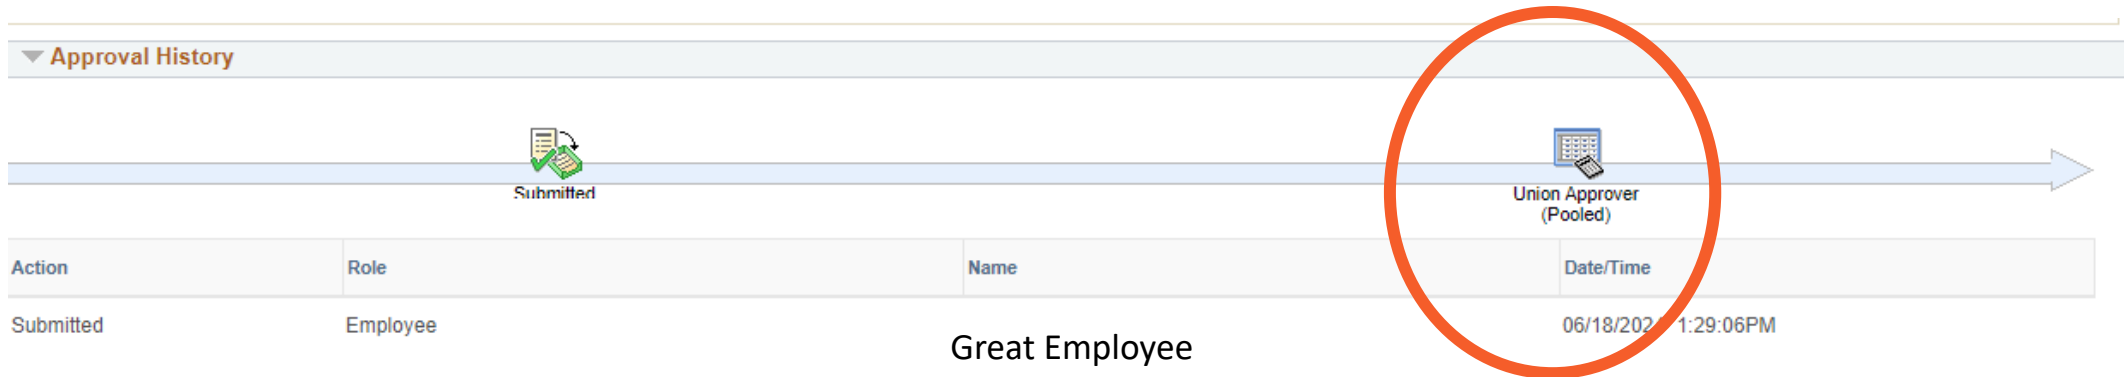 Approval History
Submitted
Union Approver
(Pooled)
Action Role Name Date/Time
Submitted Employee Great Employee 1:29:06PM